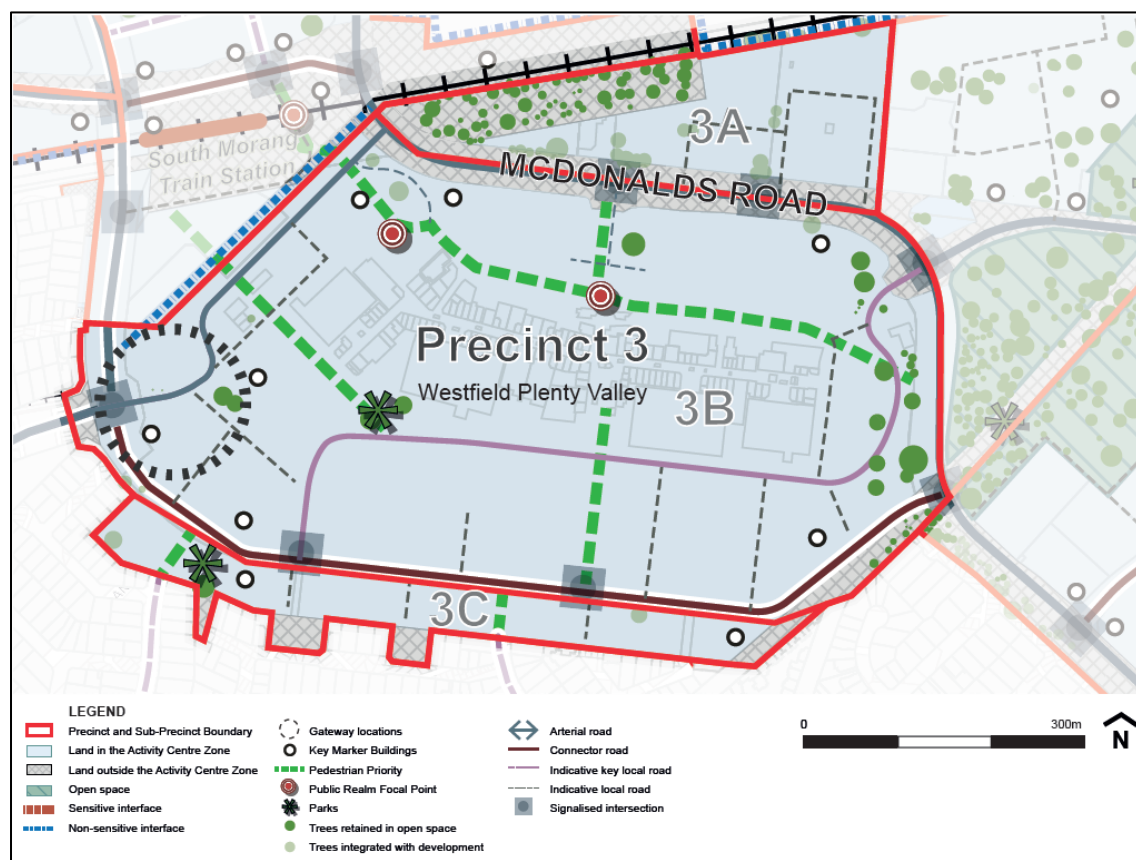 3A
South Morang
Train Station
MCDONALDS ROAD
Precinct 3
Westfield Plenty Valley
3B
3C
LEGEND
Precinct and Sub-Precinct Boundary
Land in the Activity Centre Zone
Land outside the Activity Centre Zone
Open space
Sensitive interface
Non-sensitive interface
Gateway locations
Key Marker Buildings
Pedestrian Priority
Public Realm Focal Point
Parks
Trees retained in open space
Trees integrated with development
Arterial road
Connector road
Indicative key local road
Indicative local road
Signalised intersection
0 300m
N